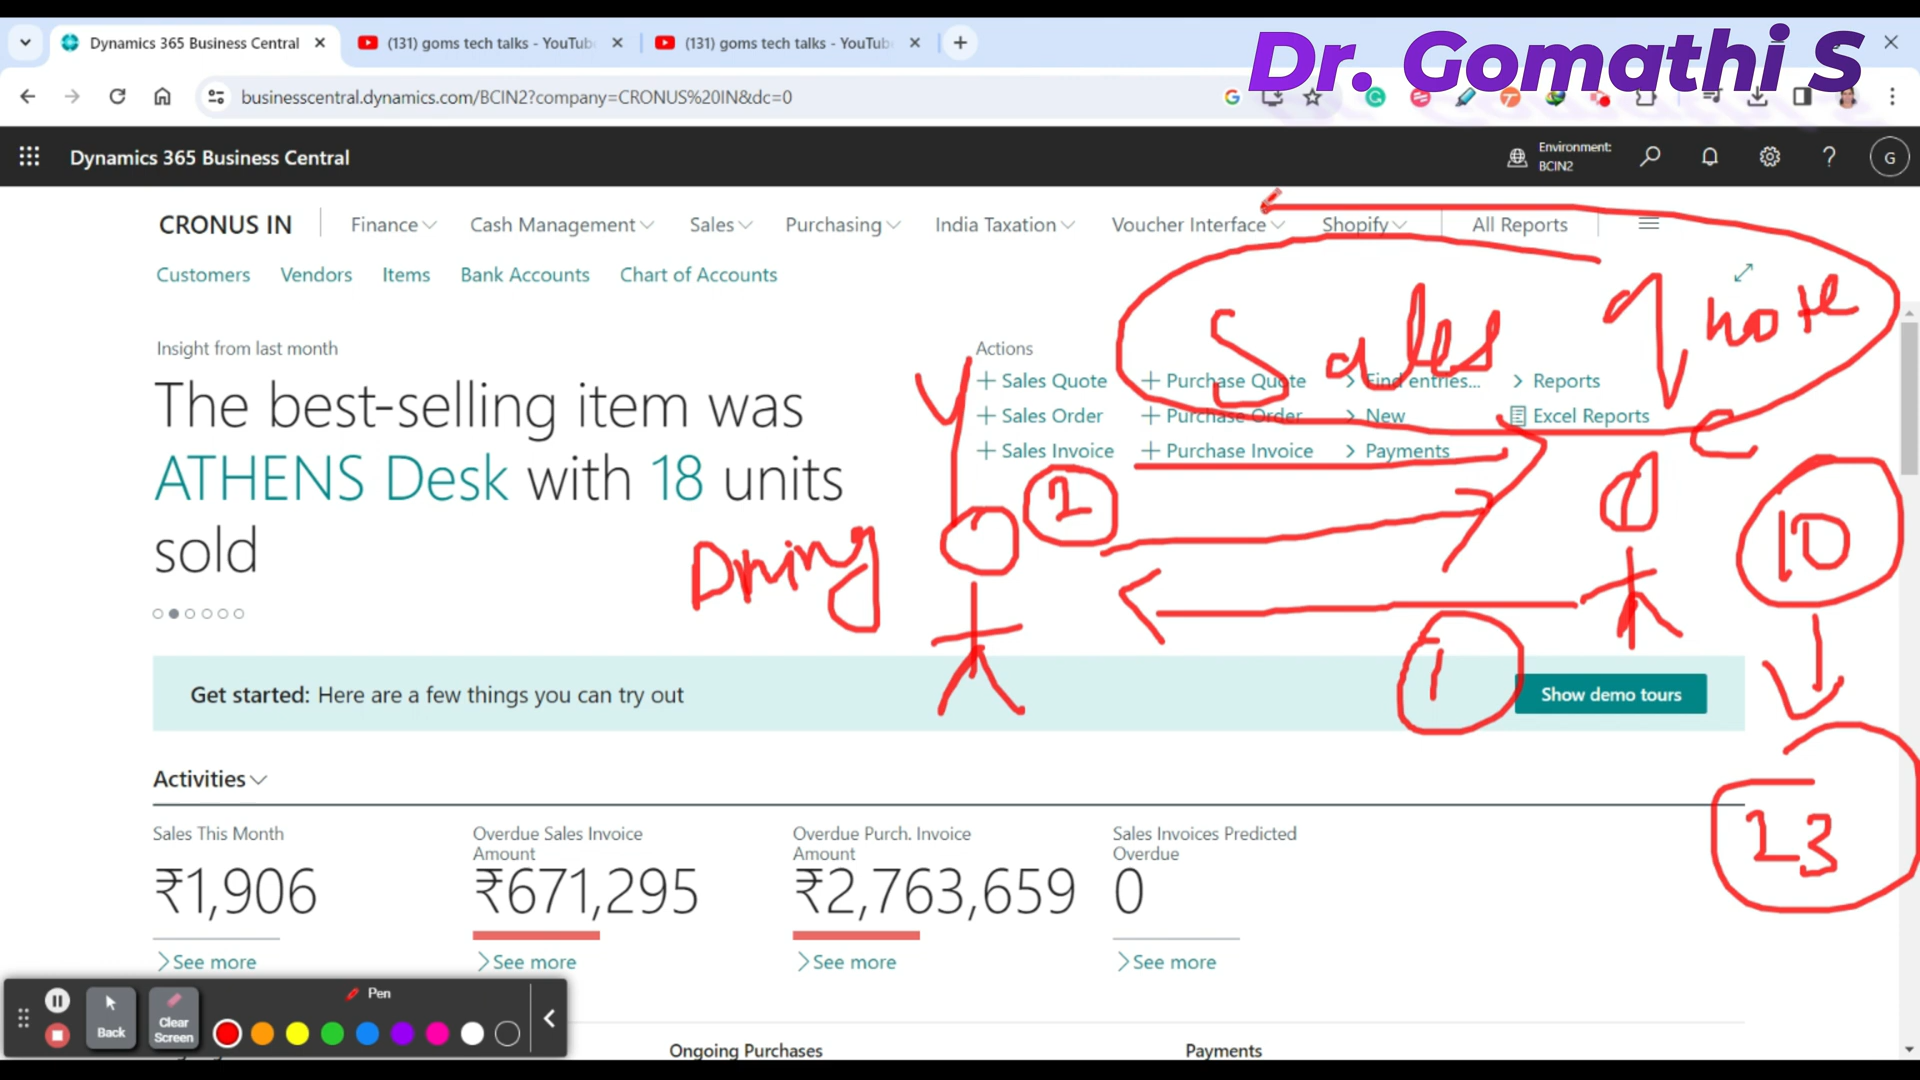 Dynamics 365 Business Central
(131) goms tech talks - YouTub
(131) goms tech talks - YouTub
Dr. Gomathi S
businesscentral.dynamics.com/BCIN2?company=CRONUS%20IN&dc=0
Dynamics 365 Business Central
Environment:
BCIN2
G
CRONUS IN
Finance
Cash Management
Sales
Purchasing
India Taxation
Voucher Interface
Shopify
All Reports
Customers
Vendors
Items
Bank Accounts
Chart of Accounts
Sales
Insight from last month
The best-selling item was
ATHENS Desk with 18 units
sold
Actions
Sales Quote
Purchase Quote
Find entries...
Reports
Sales Order
Purchase Order
New
Excel Reports
Sales Invoice
Purchase Invoice
Payments
10
1
23
Get started: Here are a few things you can try out
Show demo tours
Activities
Sales This Month
₹1,906
See more
Overdue Sales Invoice
Amount
₹671,295
See more
Overdue Purch. Invoice
Amount
₹2,763,659
See more
Sales Invoices Predicted
Overdue
0
See more
Pen
Back
Clear
Screen
Ongoing Purchases
Payments